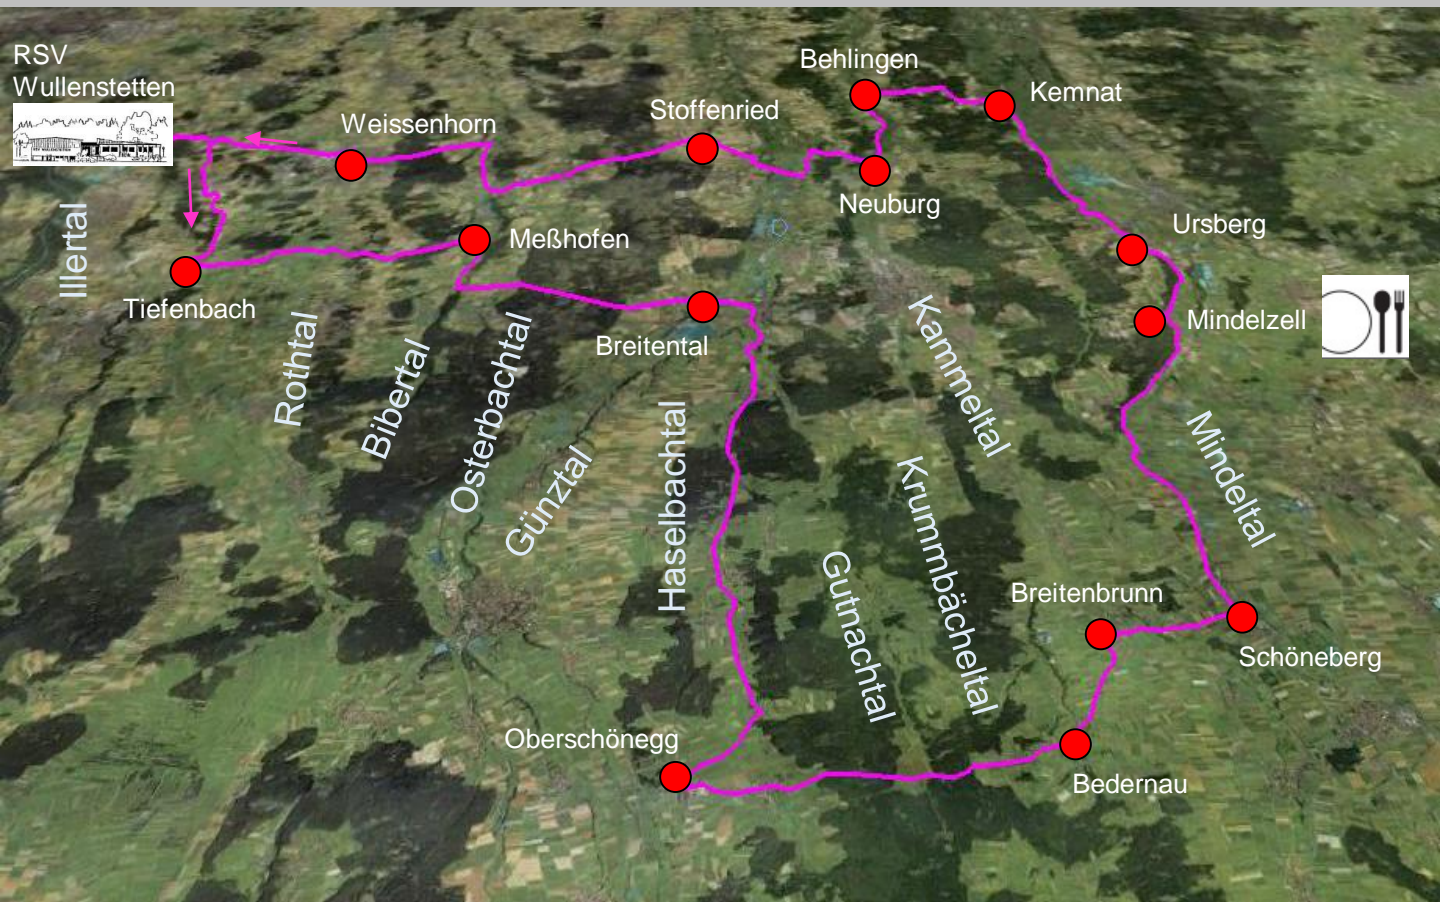 RSV
Wullenstetten
Behlingen
Kemnat
Stoffenried
Weissenhorn
Neuburg
Ursberg
Meßhofen
Illertal
Tiefenbach
Mindelzell
Breitental
Rothtal
Bibertal
Osterbachtal
Günztal
Haselbachtal
Kammeltal
Krummbächeltal
Gutnachtal
Mindeltal
Breitenbrunn
Schöneberg
Oberschönegg
Bedernau